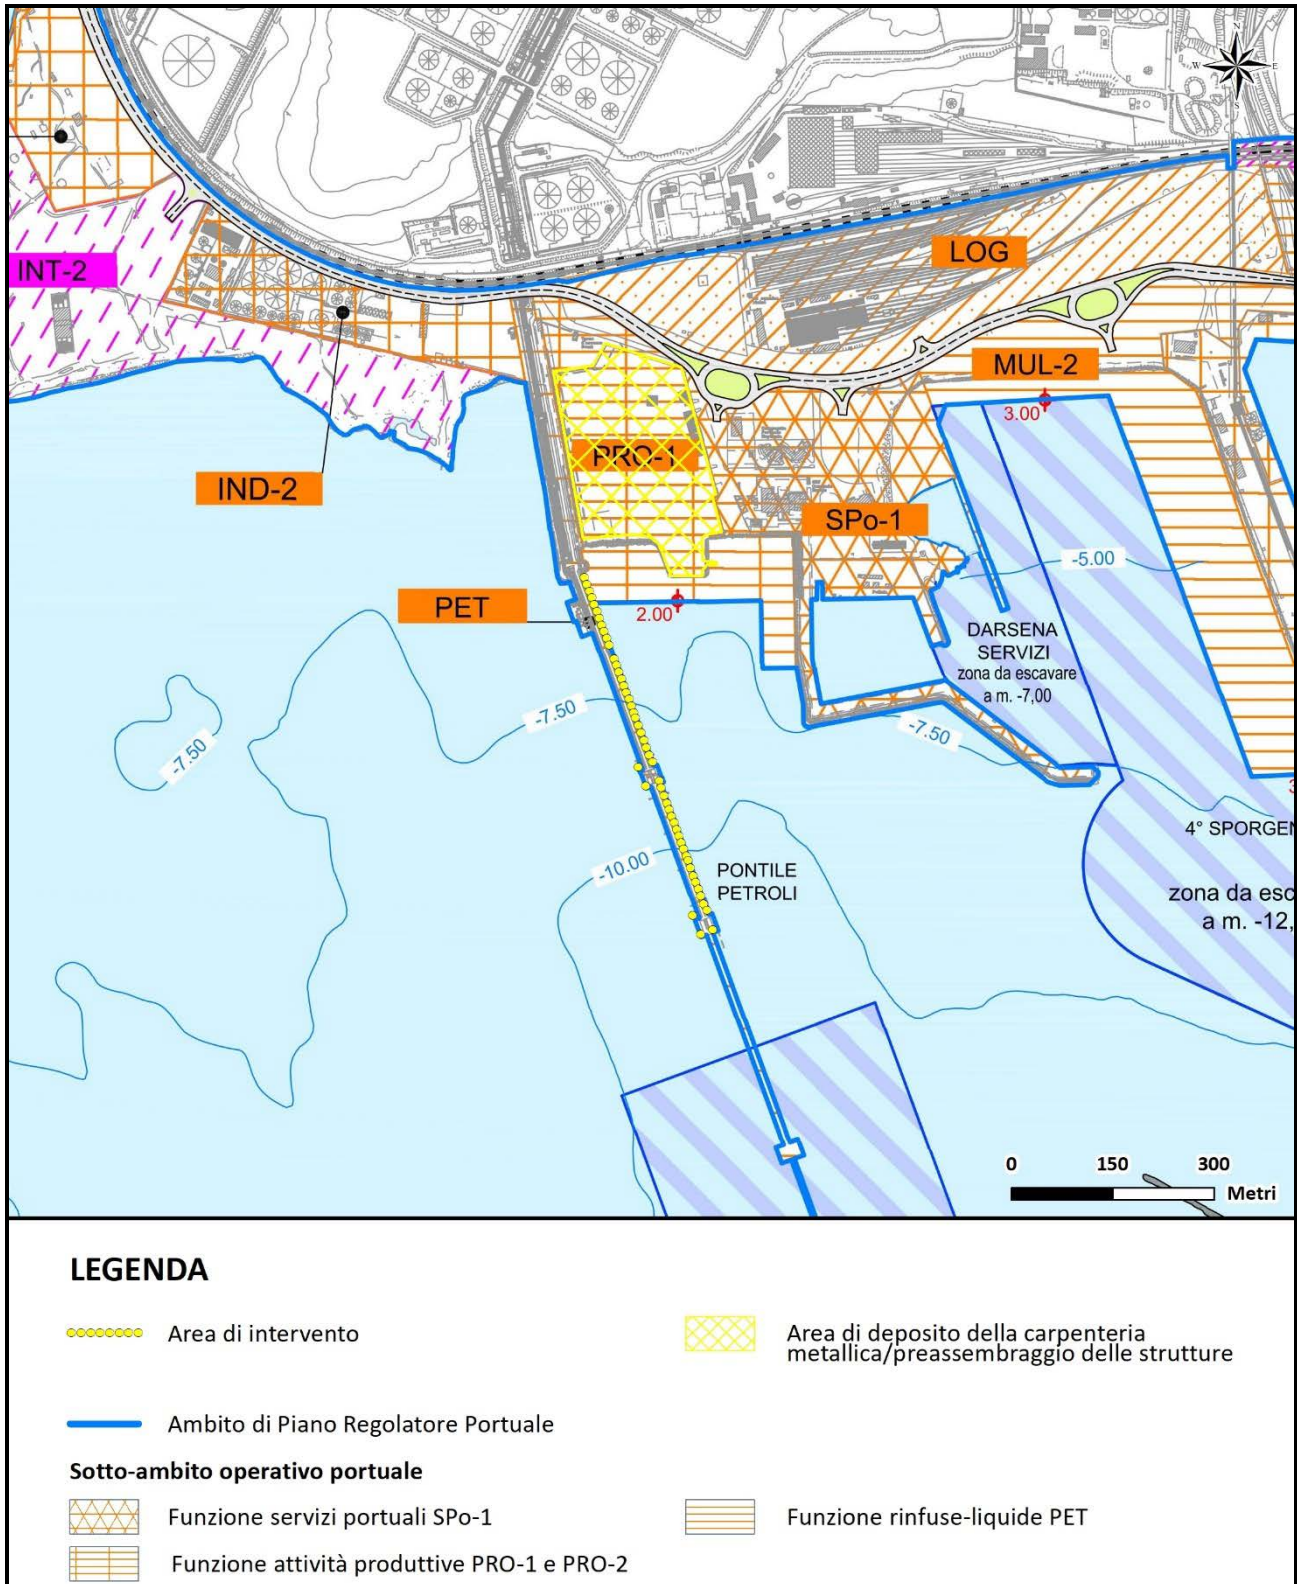 N
W E
S
INT-2
LOG
MUL-2
3.00
PRO-1
IND-2
SPo-1
-5.00
PET
2.00
DARSENA
SERVIZI
zona da escavare
a m. -7,00
-7.50
-7.50
-7.50
4° SPORGEN
-10.00
PONTILE
PETROLI
zona da esc
a m. -12,
0 150 300
Metri
LEGENDA
Area di intervento
Area di deposito della carpenteria
metallica/preassembraggio delle strutture
Ambito di Piano Regolatore Portuale
Sotto-ambito operativo portuale
Funzione servizi portuali SPo-1
Funzione rinfuse-liquide PET
Funzione attività produttive PRO-1 e PRO-2